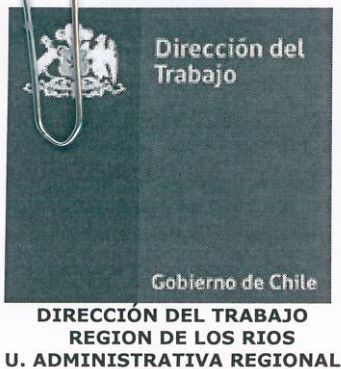 Dirección del
Trabajo
Gobierno de Chile
DIRECCIÓN DEL TRABAJO
REGION DE LOS RIOS
U. ADMINISTRATIVA REGIONAL